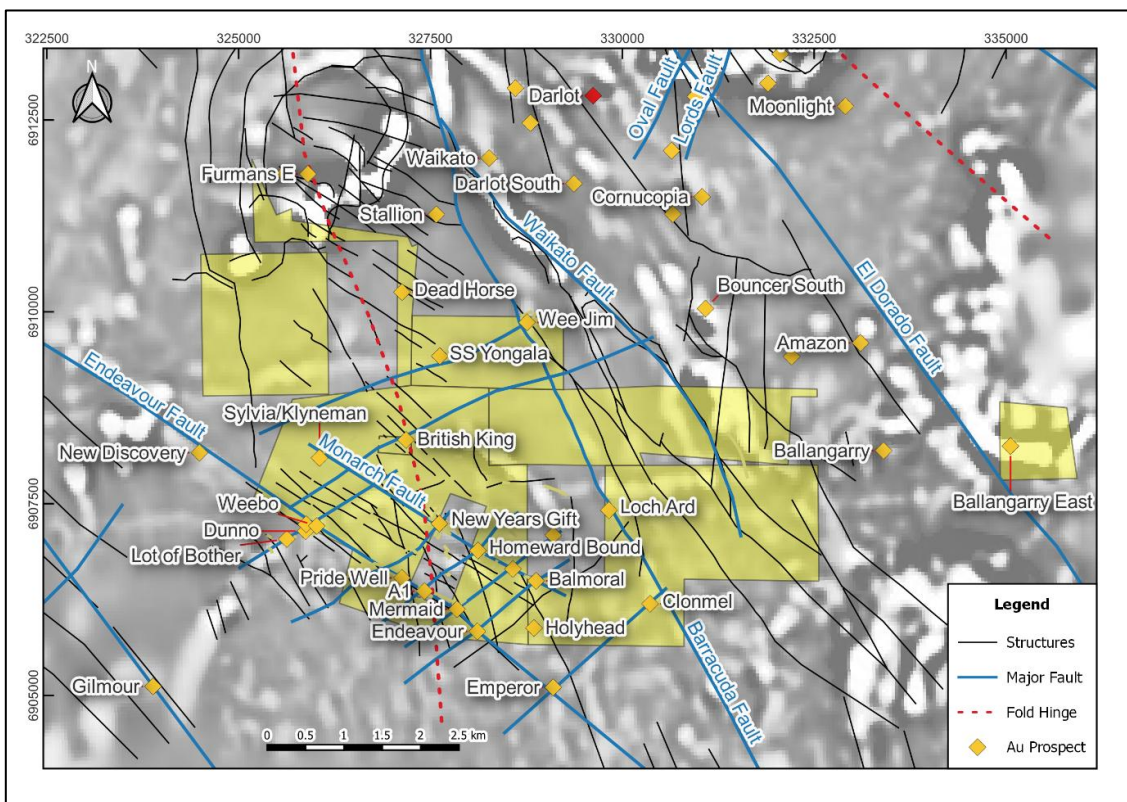 322500 325000 327500 330000 332500 335000
N
6912500
6910000
6907500
6905000
Darlot
Oval Fault
Lords Fault
Moonlight
Waikato
Furmans E
Darlot South
Cornucopia
Stallion
Waikato Fault
Dead Horse
Bouncer South
El Dorado Fault
Wee Jim
SS Yongala
Amazon
Endeavour Fault
Sylvia/Klyneman
British King
New Discovery
Monarch Fault
Ballangarry
Ballangarry East
Weebo
New Years Gift
Loch Ard
Dunno
Homeward Bound
Lot of Bother
Pride Well
Balmoral
A1
Mermaid
Clonmel
Endeavour
Holyhead
Barracuda Fault
Gilmour
Emperor
0 0.5 1 1.5 2 2.5 km
Legend
Structures
Major Fault
Fold Hinge
Au Prospect